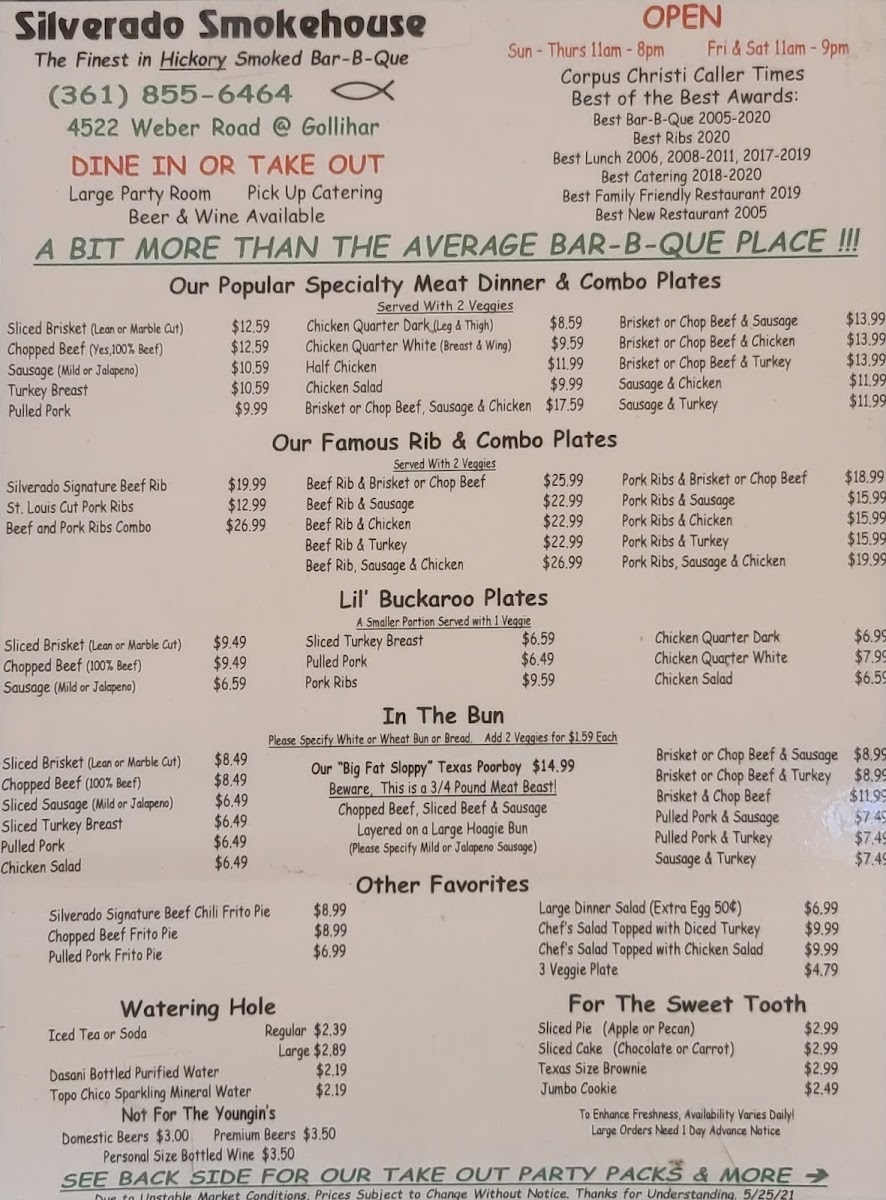 Silverado Smokehouse
The Finest in Hickory Smoked Bar-B-Que
(361) 855-6464
4522 Weber Road @ Gollihar
DINE IN OR TAKE OUT
Large Party Room Pick Up Catering
Beer & Wine Available
OPEN
Sun - Thurs 11am - 8pm Fri & Sat 11am - 9pm
Corpus Christi Caller Times
Best of the Best Awards:
Best Bar-B-Que 2005-2020
Best Ribs 2020
Best Lunch 2006, 2008-2011, 2017-2019
Best Catering 2018-2020
Best Family Friendly Restaurant 2019
Best New Restaurant 2005
A BIT MORE THAN THE AVERAGE BAR-B-QUE PLACE !!!
Our Popular Specialty Meat Dinner & Combo Plates
Served With 2 Veggies
Sliced Brisket (Lean or Marble Cut) $12.59
Chopped Beef (Yes,100% Beef) $12.59
Sausage (Mild or Jalapeno) $10.59
Turkey Breast $10.59
Pulled Pork $9.99
Chicken Quarter Dark (Leg & Thigh) $8.59
Chicken Quarter White (Breast & Wing) $9.59
Half Chicken $11.99
Chicken Salad $9.99
Brisket or Chop Beef, Sausage & Chicken $17.59
Brisket or Chop Beef & Sausage $13.99
Brisket or Chop Beef & Chicken $13.99
Brisket or Chop Beef & Turkey $13.99
Sausage & Chicken $11.99
Sausage & Turkey $11.99
Our Famous Rib & Combo Plates
Served With 2 Veggies
Silverado Signature Beef Rib $19.99
St. Louis Cut Pork Ribs $12.99
Beef and Pork Ribs Combo $26.99
Beef Rib & Brisket or Chop Beef $25.99
Beef Rib & Sausage $22.99
Beef Rib & Chicken $22.99
Beef Rib & Turkey $22.99
Beef Rib, Sausage & Chicken $26.99
Pork Ribs & Brisket or Chop Beef $18.99
Pork Ribs & Sausage $15.99
Pork Ribs & Chicken $15.99
Pork Ribs & Turkey $15.99
Pork Ribs, Sausage & Chicken $19.99
Lil' Buckaroo Plates
A Smaller Portion Served with 1 Veggie
Sliced Brisket (Lean or Marble Cut) $9.49
Chopped Beef (100% Beef) $9.49
Sausage (Mild or Jalapeno) $6.59
Sliced Turkey Breast $6.59
Pulled Pork $6.49
Pork Ribs $9.59
Chicken Quarter Dark $6.99
Chicken Quarter White $7.99
Chicken Salad $6.59
In The Bun
Please Specify White or Wheat Bun or Bread. Add 2 Veggies for $1.59 Each
Sliced Brisket (Lean or Marble Cut) $8.49
Chopped Beef (100% Beef) $8.49
Sliced Sausage (Mild or Jalapeno) $6.49
Sliced Turkey Breast $6.49
Pulled Pork $6.49
Chicken Salad $6.49
Our "Big Fat Sloppy" Texas Poorboy $14.99
Beware, This is a 3/4 Pound Meat Beast!
Chopped Beef, Sliced Beef & Sausage
Layered on a Large Hoagie Bun
(Please Specify Mild or Jalapeno Sausage)
Brisket or Chop Beef & Sausage $8.99
Brisket or Chop Beef & Turkey $8.99
Brisket & Chop Beef $11.99
Pulled Pork & Sausage $7.49
Pulled Pork & Turkey $7.49
Sausage & Turkey $7.49
Other Favorites
Silverado Signature Beef Chili Frito Pie $8.99
Chopped Beef Frito Pie $8.99
Pulled Pork Frito Pie $6.99
Large Dinner Salad (Extra Egg 50¢) $6.99
Chef's Salad Topped with Diced Turkey $9.99
Chef's Salad Topped with Chicken Salad $9.99
3 Veggie Plate $4.79
Watering Hole
Iced Tea or Soda Regular $2.39
Large $2.89
Dasani Bottled Purified Water $2.19
Topo Chico Sparkling Mineral Water $2.19
Not For The Youngin's
Domestic Beers $3.00 Premium Beers $3.50
Personal Size Bottled Wine $3.50
For The Sweet Tooth
Sliced Pie (Apple or Pecan) $2.99
Sliced Cake (Chocolate or Carrot) $2.99
Texas Size Brownie $2.99
Jumbo Cookie $2.49
To Enhance Freshness, Availability Varies Daily!
Large Orders Need 1 Day Advance Notice
SEE BACK SIDE FOR OUR TAKE OUT PARTY PACKS & MORE →
Due to Unstable Market Conditions, Prices Subject to Change Without Notice. Thanks for Understanding. 5/25/21